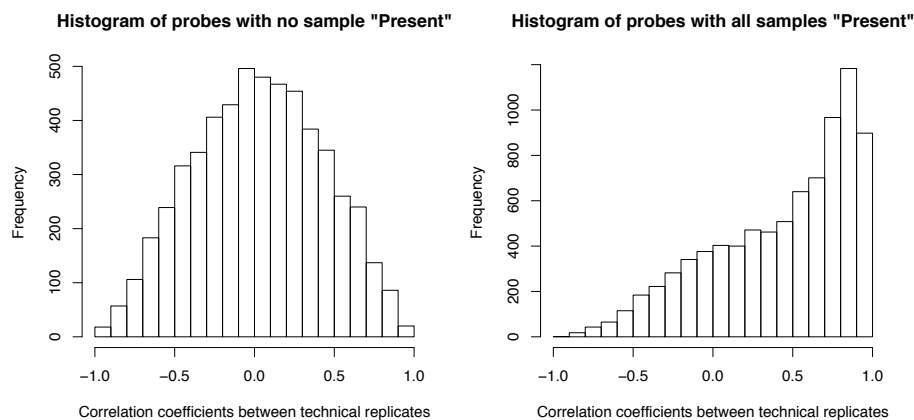 Histogram of probes with no sample "Present"
Frequency
0
100
200
300
400
500
−1.0 −0.5 0.0 0.5 1.0
Correlation coefficients between technical replicates
Histogram of probes with all samples "Present"
Frequency
0
200
400
600
800
1000
−1.0 −0.5 0.0 0.5 1.0
Correlation coefficients between technical replicates